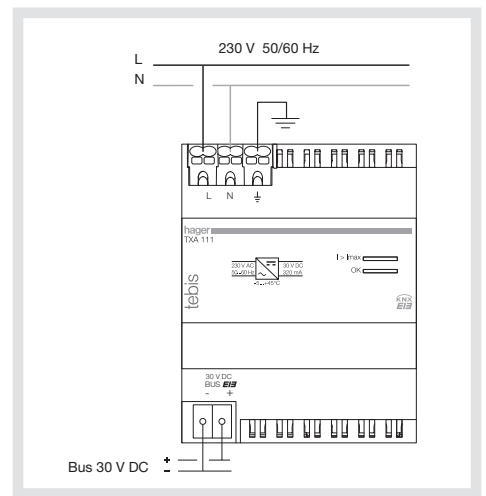 230 V 50/60 Hz
L
N
L N
hager
TXA 111
230 V AC
50...60 Hz
30 V DC
320 mA
-5...+45°C
I > Imax
OK
tebis
KNX
EIB
30 V DC
BUS EIB
- +
Bus 30 V DC + -